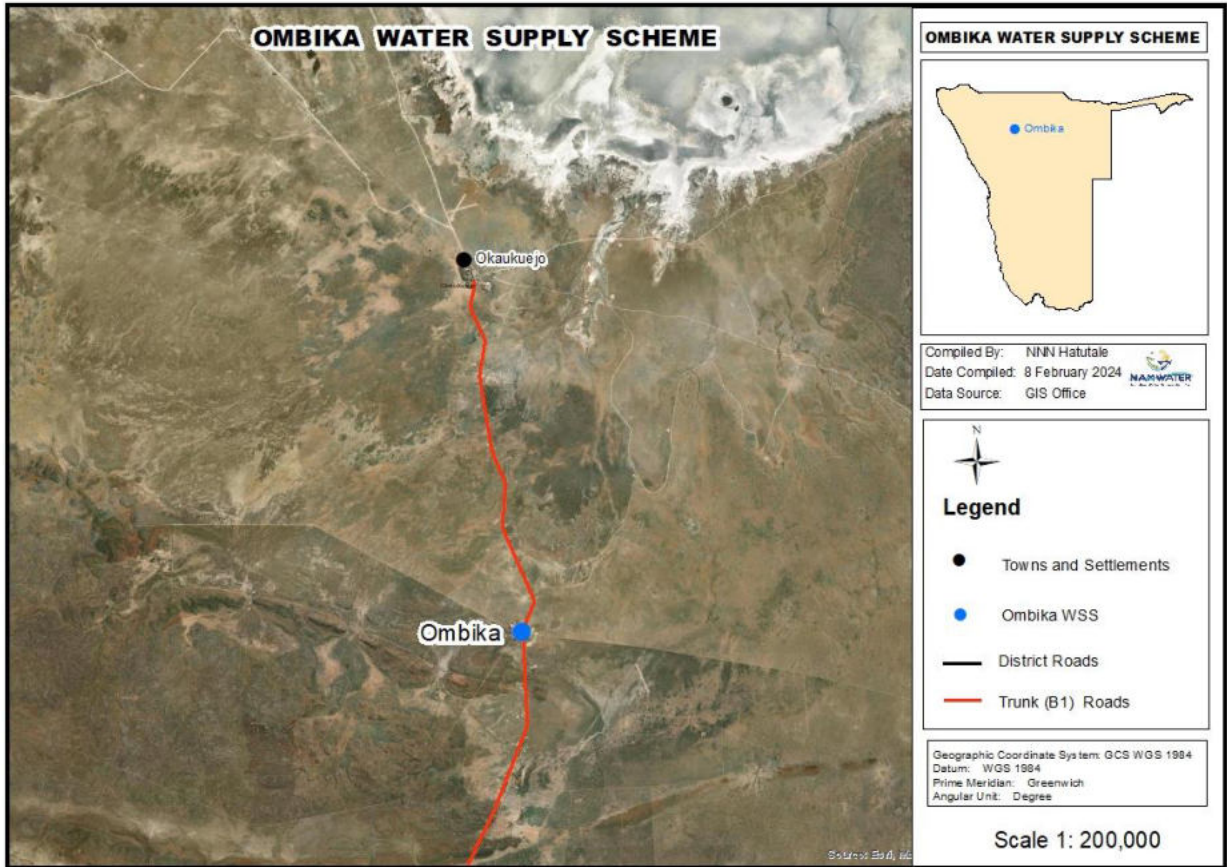 OMBIKA WATER SUPPLY SCHEME
Okaukuejo
Ombika
OMBIKA WATER SUPPLY SCHEME
Ombika
Compiled By: NNN Hatutale
Date Compiled: 8 February 2024
Data Source: GIS Office
NAMWATER
N
Legend
Towns and Settlements
Ombika WSS
District Roads
Trunk (B1) Roads
Geographic Coordinate System: GCS WGS 1984
Datum: WGS 1984
Prime Meridian: Greenwich
Angular Unit: Degree
Scale 1: 200,000
Source: Esri,